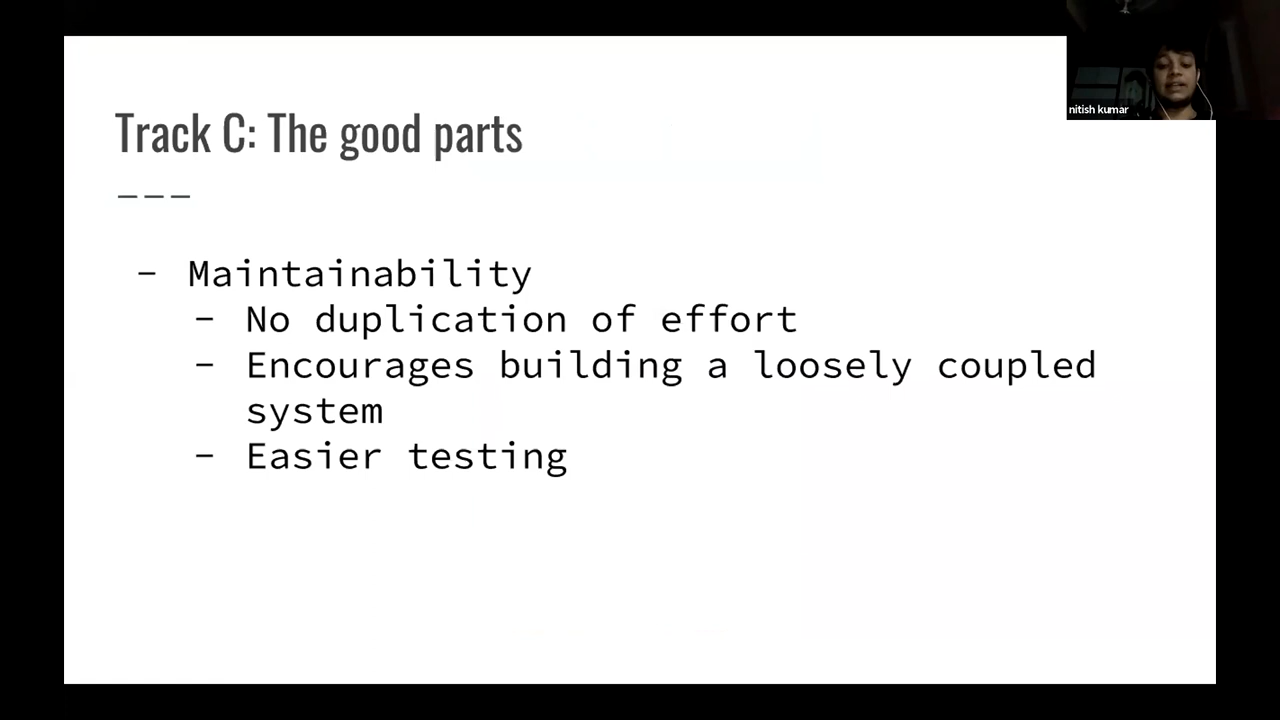 Track C: The good parts
– Maintainability
– No duplication of effort
– Encourages building a loosely coupled
system
– Easier testing
nitish kumar